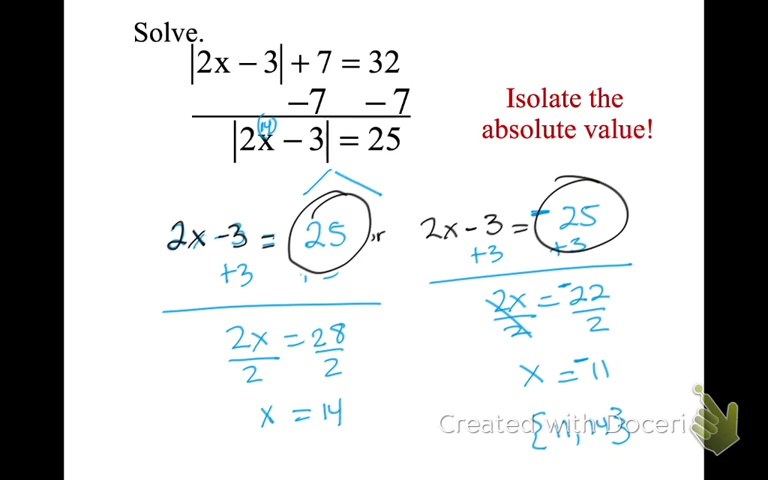 Solve.
|2x – 3| + 7 = 32
–7 –7
(14)
|2x – 3| = 25
Isolate the
absolute value!
2x -3 = 25 or
+3
2x = 28
2 2
x = 14
2x - 3 = -25
+3 +3
2x = -22
2 2
x = -11
Created with Doceri